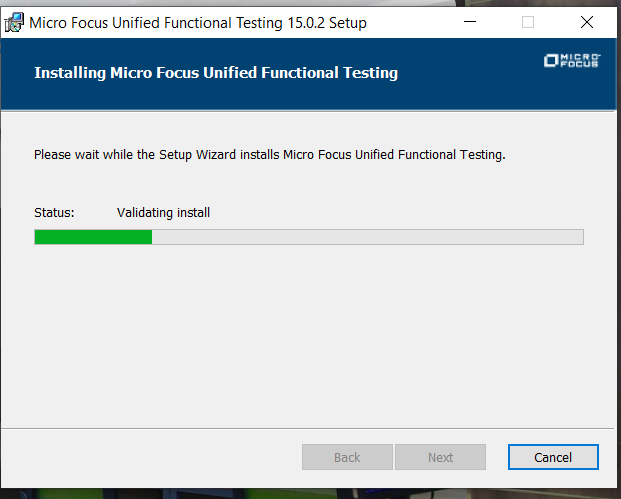 Micro Focus Unified Functional Testing 15.0.2 Setup
Installing Micro Focus Unified Functional Testing
MICRO
FOCUS
Please wait while the Setup Wizard installs Micro Focus Unified Functional Testing.
Status: Validating install
Back Next Cancel